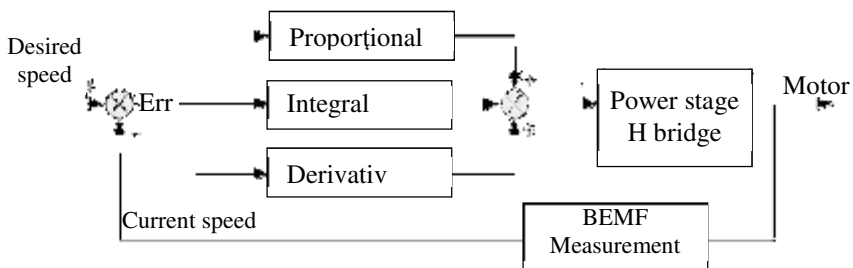 Desired
speed
Err
Proporțional
Integral
Derivativ
Power stage
H bridge
Motor
Current speed
BEMF
Measurement